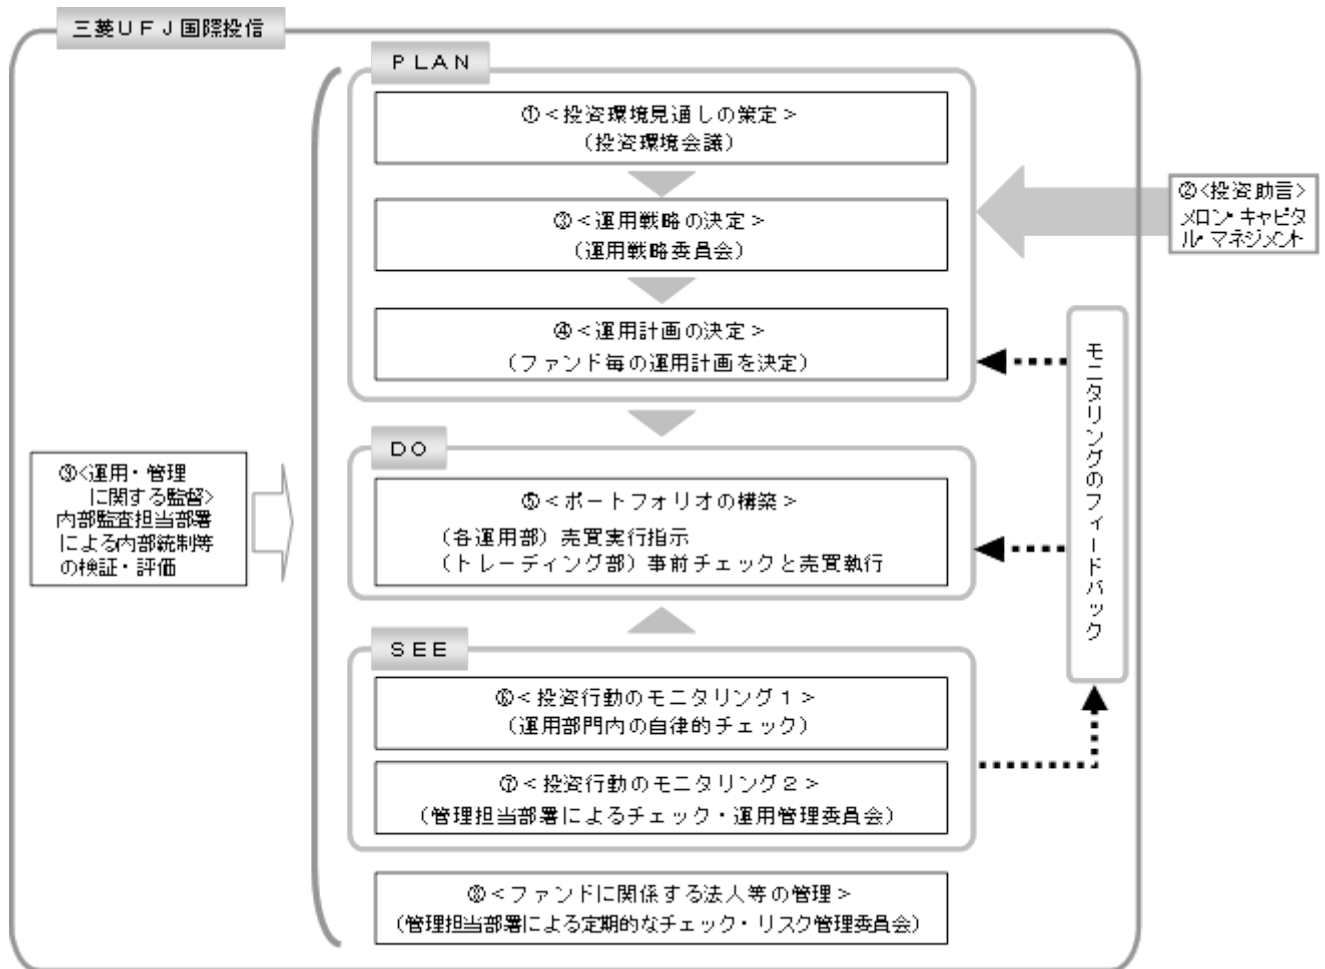 三菱ＵＦＪ国際投信
ＰＬＡＮ
①＜投資環境見通しの策定＞
（投資環境会議）
②<投資助言>
メロン・キャピタ
ル・マネジメント
③＜運用戦略の決定＞
（運用戦略委員会）
④＜運用計画の決定＞
（ファンド毎の運用計画を決定）
モニタリングのフィードバック
ＤＯ
⑤＜ポートフォリオの構築＞
（各運用部）売買実行指示
（トレーディング部）事前チェックと売買執行
⑨<運用・管理
に関する監督>
内部監査担当部署
による内部統制等
の検証・評価
ＳＥＥ
⑥＜投資行動のモニタリング１＞
（運用部門内の自律的チェック）
⑦＜投資行動のモニタリング２＞
（管理担当部署によるチェック・運用管理委員会）
⑧＜ファンドに関係する法人等の管理＞
（管理担当部署による定期的なチェック・リスク管理委員会）